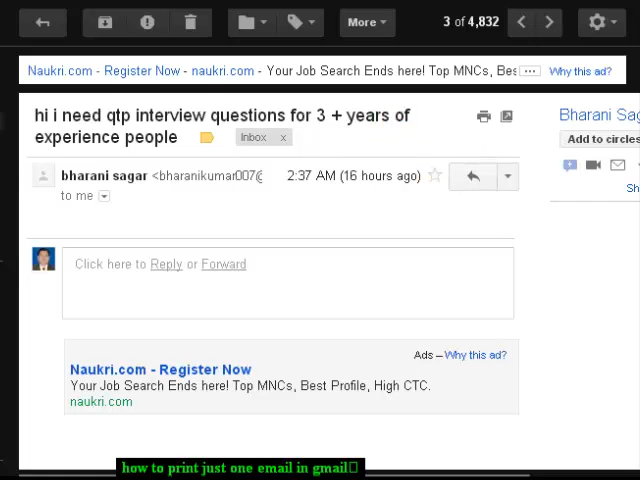 More
3 of 4,832
Naukri.com - Register Now - naukri.com - Your Job Search Ends here! Top MNCs, Bes ... Why this ad?
hi i need qtp interview questions for 3 + years of
experience people Inbox x
Bharani Sag
Add to circles
bharani sagar <bharanikumar007@ 2:37 AM (16 hours ago)
to me
Sh
Click here to Reply or Forward
Ads – Why this ad?
Naukri.com - Register Now
Your Job Search Ends here! Top MNCs, Best Profile, High CTC.
naukri.com
how to print just one email in gmail